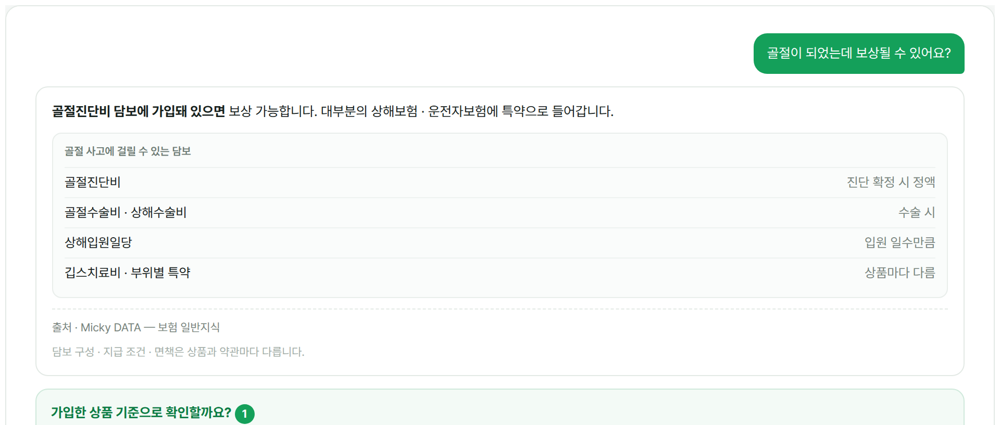 골절이 되었는데 보상될 수 있어요?
골절진단비 담보에 가입돼 있으면 보상 가능합니다. 대부분의 상해보험 · 운전자보험에 특약으로 들어갑니다.
골절 사고에 걸릴 수 있는 담보
골절진단비 진단 확정 시 정액
골절수술비 · 상해수술비 수술 시
상해입원일당 입원 일수만큼
깁스치료비 · 부위별 특약 상품마다 다름
출처 · Micky DATA — 보험 일반지식
담보 구성 · 지급 조건 · 면책은 상품과 약관마다 다릅니다.
가입한 상품 기준으로 확인할까요? 1